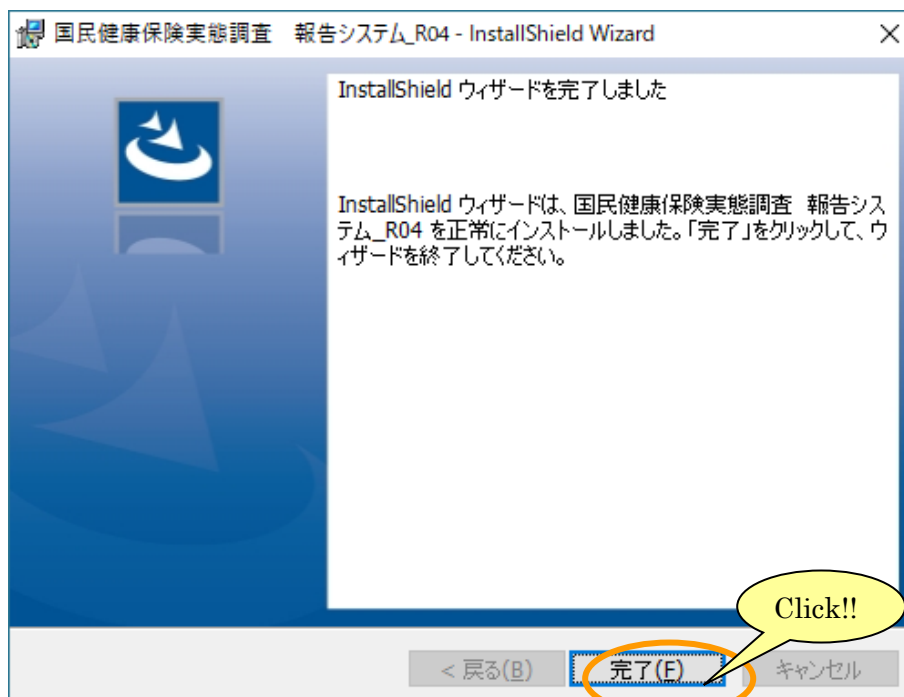 国民健康保険実態調査　報告システム_R04 - InstallShield Wizard
InstallShield ウィザードを完了しました
InstallShield ウィザードは、国民健康保険実態調査　報告シス
テム_R04 を正常にインストールしました。「完了」をクリックして、ウ
ィザードを終了してください。
Click!!
< 戻る(B)
完了(F)
キャンセル